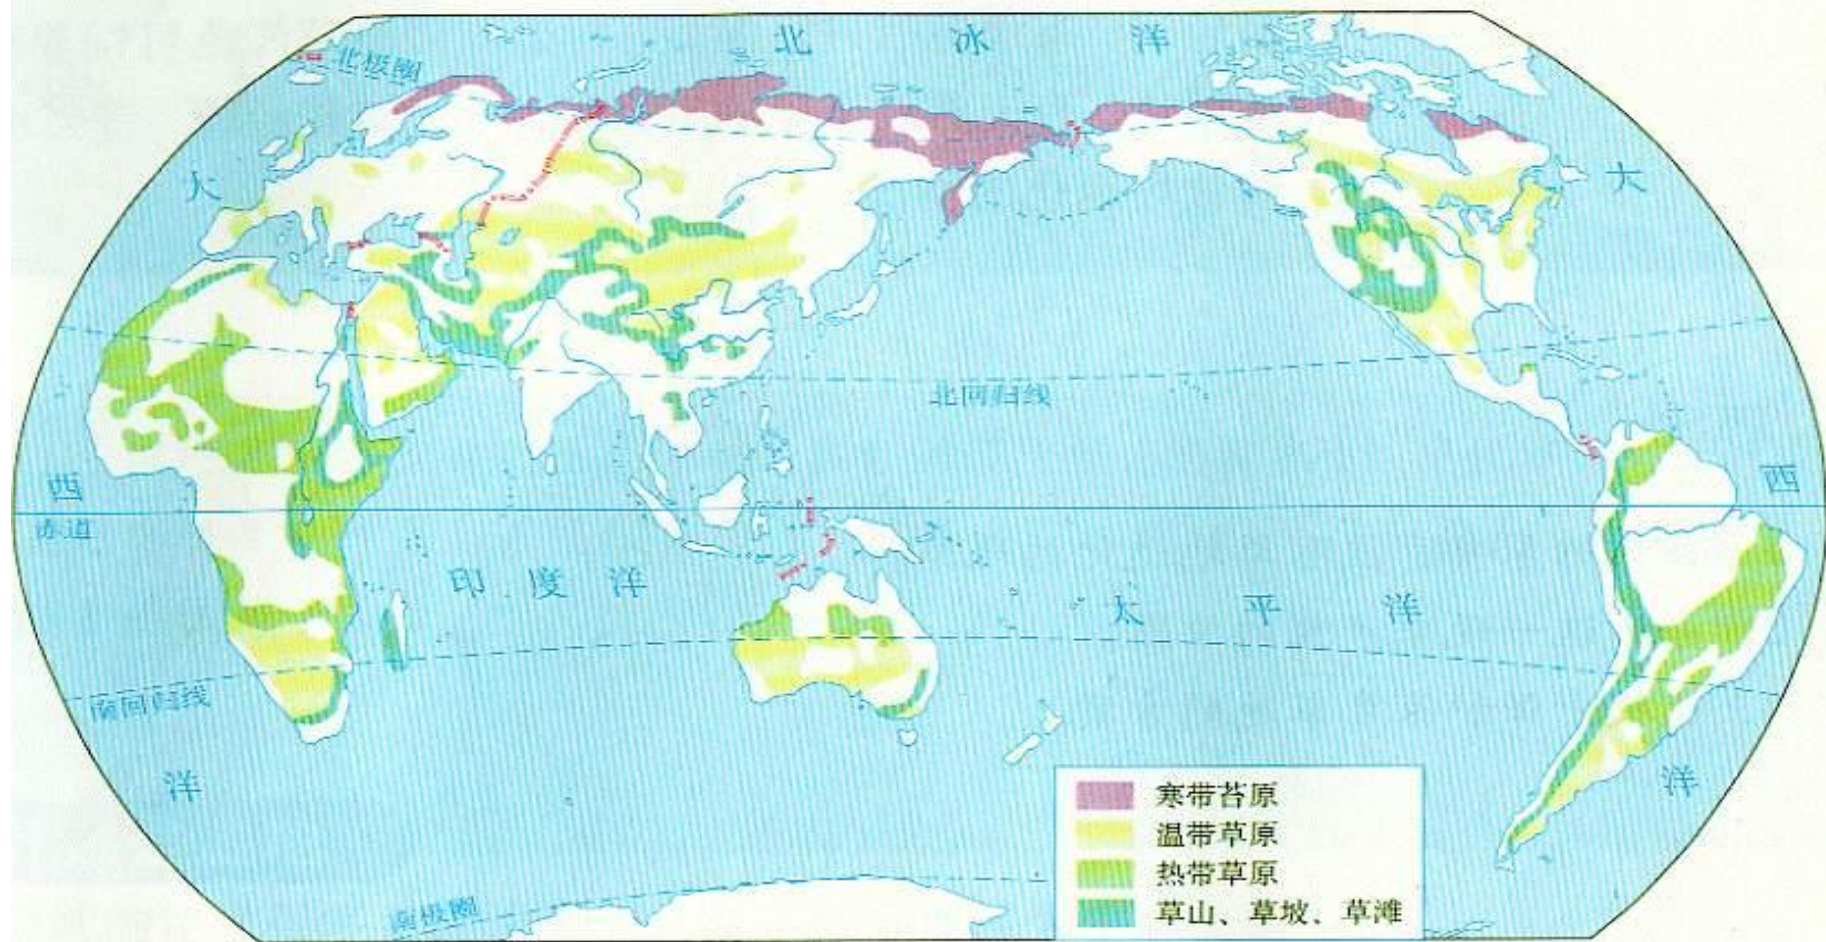 北冰洋
北极圈
大西洋
大西洋
北回归线
赤道
印度洋
太平洋
南回归线
南极圈
寒带苔原
温带草原
热带草原
草山、草坡、草滩